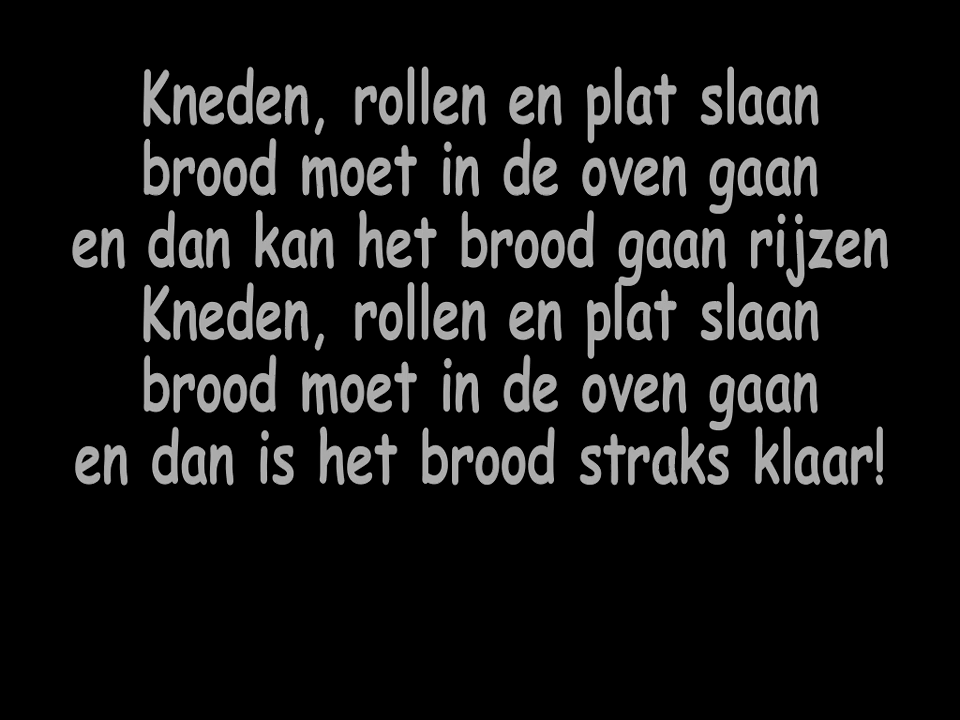 Kneden, rollen en plat slaan
brood moet in de oven gaan
en dan kan het brood gaan rijzen
Kneden, rollen en plat slaan
brood moet in de oven gaan
en dan is het brood straks klaar!